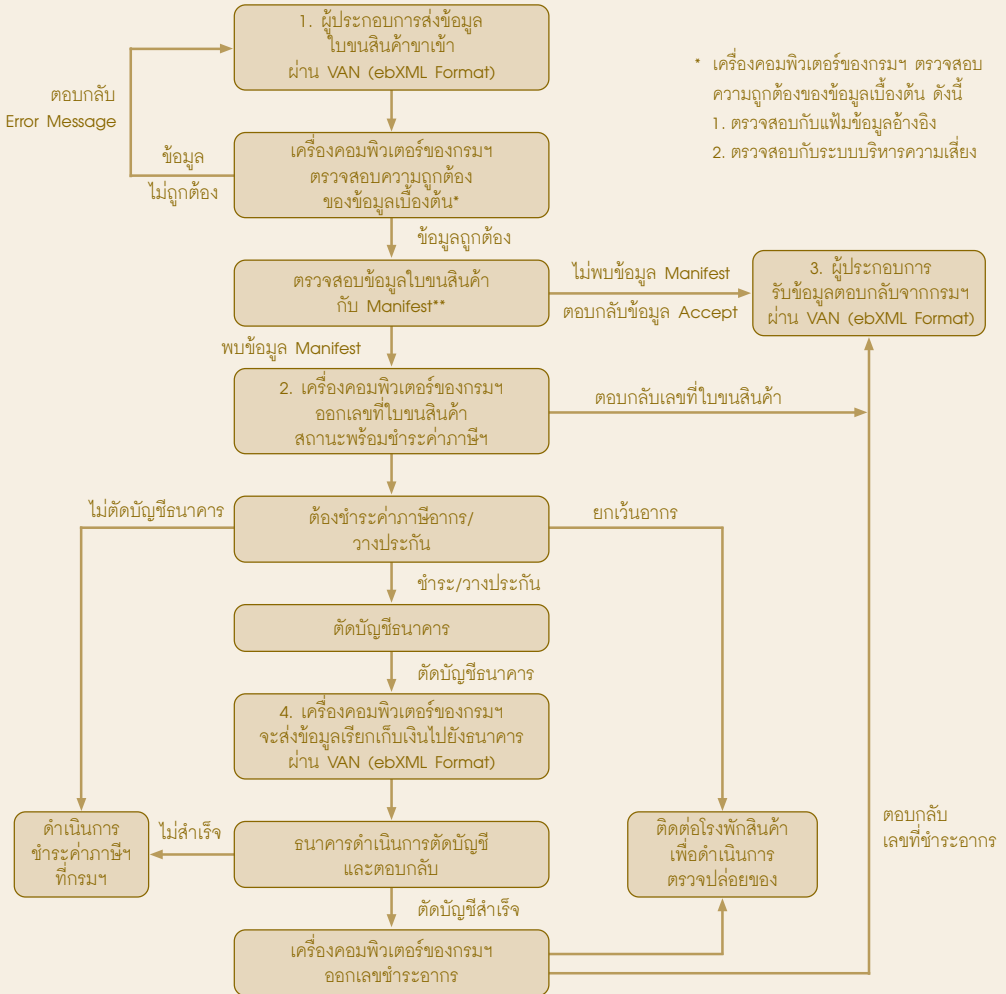 1. ผู้ประกอบการส่งข้อมูล
ใบขนสินค้าขาเข้า
ผ่าน VAN (ebXML Format)
* เครื่องคอมพิวเตอร์ของกรมฯ ตรวจสอบ
ความถูกต้องของข้อมูลเบื้องต้น ดังนี้
1. ตรวจสอบกับแฟ้มข้อมูลอ้างอิง
2. ตรวจสอบกับระบบบริหารความเสี่ยง
ตอบกลับ
Error Message
ข้อมูล
ไม่ถูกต้อง
เครื่องคอมพิวเตอร์ของกรมฯ
ตรวจสอบความถูกต้อง
ของข้อมูลเบื้องต้น*
ข้อมูลถูกต้อง
ตรวจสอบข้อมูลใบขนสินค้า
กับ Manifest**
ไม่พบข้อมูล Manifest
ตอบกลับข้อมูล Accept
3. ผู้ประกอบการ
รับข้อมูลตอบกลับจากกรมฯ
ผ่าน VAN (ebXML Format)
พบข้อมูล Manifest
2. เครื่องคอมพิวเตอร์ของกรมฯ
ออกเลขที่ใบขนสินค้า
สถานะพร้อมชำระค่าภาษีฯ
ตอบกลับเลขที่ใบขนสินค้า
ไม่ตัดบัญชีธนาคาร
ต้องชำระค่าภาษีอากร/
วางประกัน
ยกเว้นอากร
ชำระ/วางประกัน
ตัดบัญชีธนาคาร
ตัดบัญชีธนาคาร
4. เครื่องคอมพิวเตอร์ของกรมฯ
จะส่งข้อมูลเรียกเก็บเงินไปยังธนาคาร
ผ่าน VAN (ebXML Format)
ดำเนินการ
ชำระค่าภาษีฯ
ที่กรมฯ
ไม่สำเร็จ
ธนาคารดำเนินการตัดบัญชี
และตอบกลับ
ติดต่อโรงพักสินค้า
เพื่อดำเนินการ
ตรวจปล่อยของ
ตอบกลับ
เลขที่ชำระอากร
ตัดบัญชีสำเร็จ
เครื่องคอมพิวเตอร์ของกรมฯ
ออกเลขชำระอากร